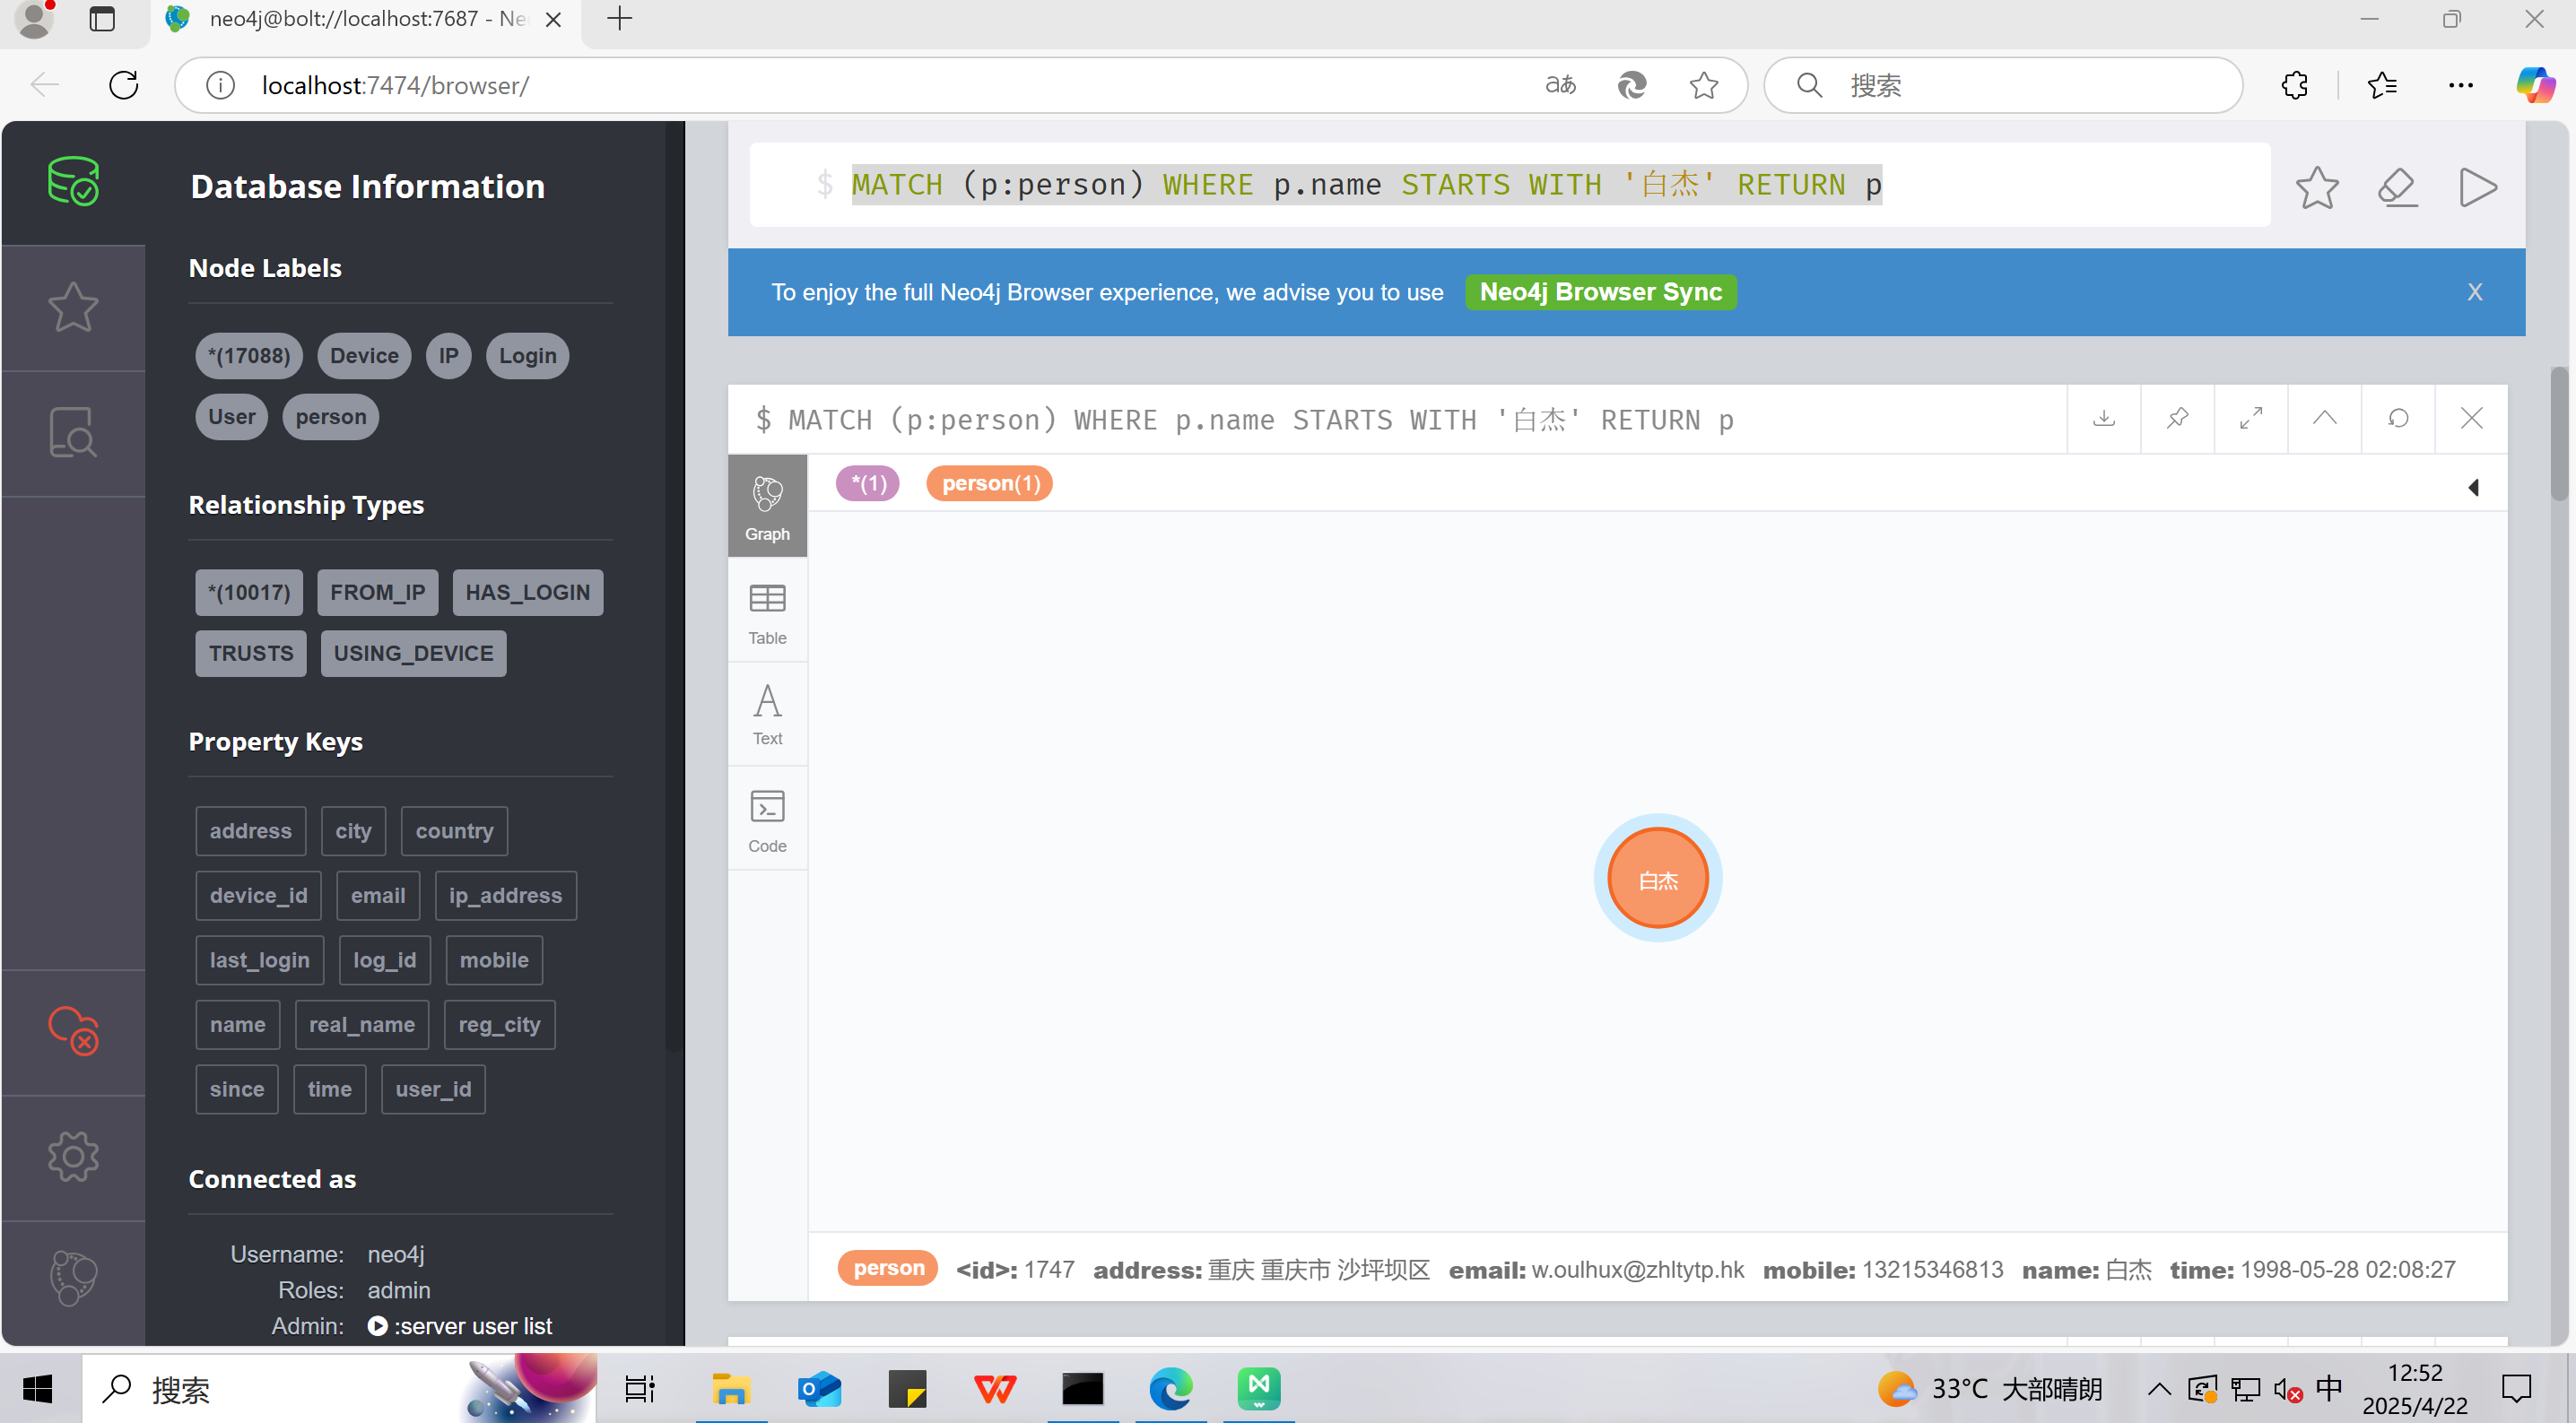 neo4j@bolt://localhost:7687 - Ne
localhost:7474/browser/
aあ
搜索
Database Information
Node Labels
*(17088) Device IP Login
User person
Relationship Types
*(10017) FROM_IP HAS_LOGIN
TRUSTS USING_DEVICE
Property Keys
address city country
device_id email ip_address
last_login log_id mobile
name real_name reg_city
since time user_id
Connected as
Username: neo4j
Roles: admin
Admin: :server user list
$ MATCH (p:person) WHERE p.name STARTS WITH '白杰' RETURN p
To enjoy the full Neo4j Browser experience, we advise you to use Neo4j Browser Sync X
$ MATCH (p:person) WHERE p.name STARTS WITH '白杰' RETURN p
*(1) person(1)
Graph
Table
Text
Code
白杰
person <id>: 1747 address: 重庆 重庆市 沙坪坝区 email: w.oulhux@zhltytp.hk mobile: 13215346813 name: 白杰 time: 1998-05-28 02:08:27
搜索
33°C 大部晴朗
中
12:52
2025/4/22